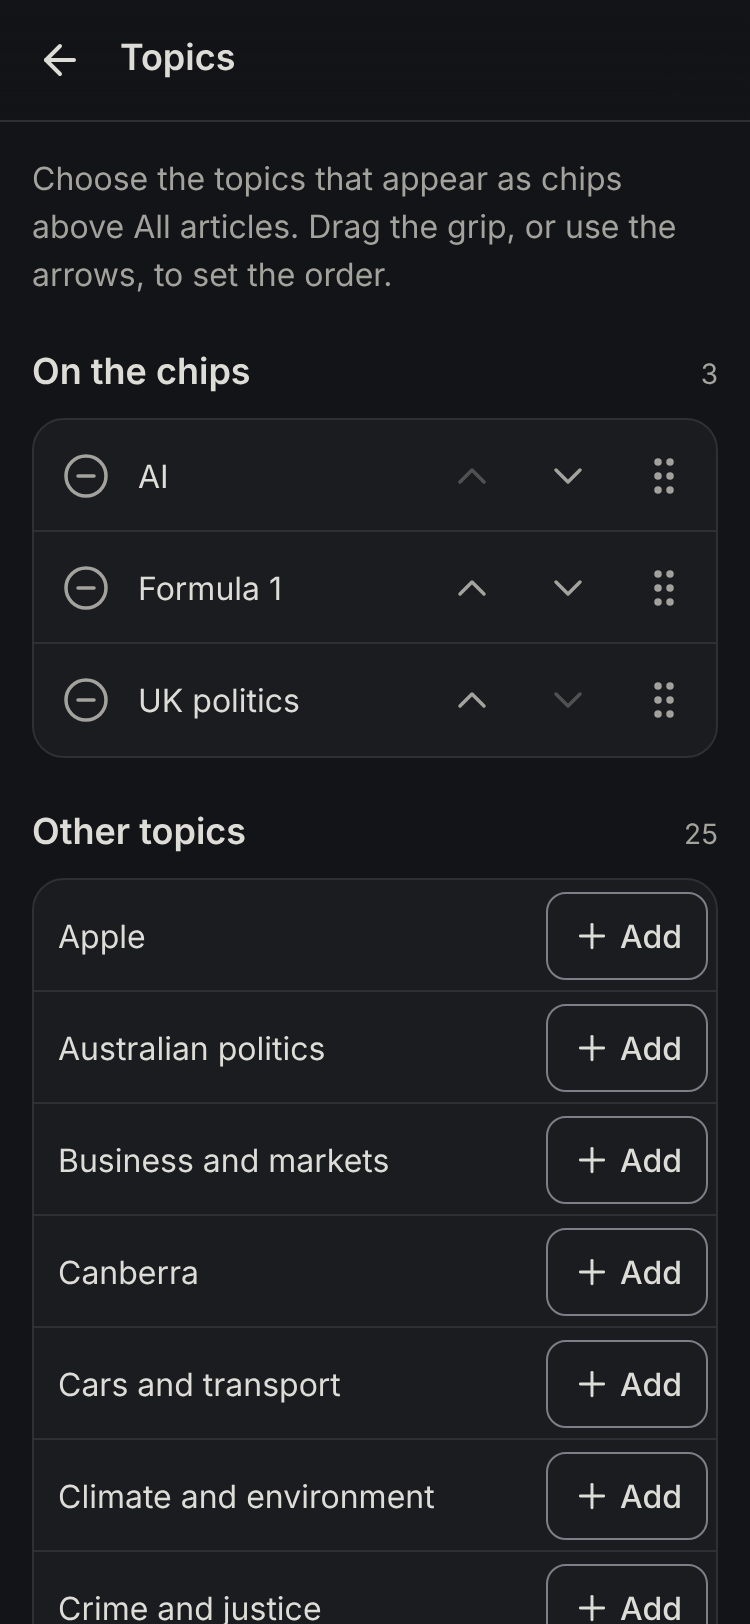 Topics
Choose the topics that appear as chips
above All articles. Drag the grip, or use the
arrows, to set the order.
On the chips 3
AI
Formula 1
UK politics
Other topics 25
Apple + Add
Australian politics + Add
Business and markets + Add
Canberra + Add
Cars and transport + Add
Climate and environment + Add
Crime and justice + Add